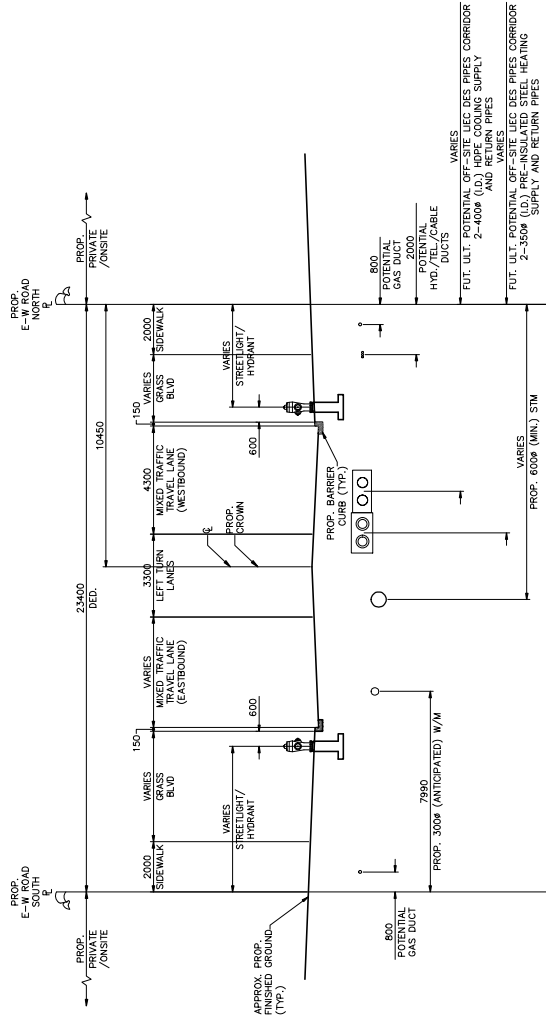 PROP.
E-W ROAD
SOUTH
PROP.
E-W ROAD
NORTH
PROP.
PRIVATE
/ONSITE
23400
DED.
PROP.
PRIVATE
/ONSITE
10450
2000
SIDEWALK
VARIES
GRASS
BLVD
150
VARIES
MIXED TRAFFIC
TRAVEL LANE
(EASTBOUND)
3300
LEFT TURN
LANES
4300
MIXED TRAFFIC
TRAVEL LANE
(WESTBOUND)
150
VARIES
GRASS
BLVD
2000
SIDEWALK
VARIES
STREETLIGHT/
HYDRANT
600
℄
PROP.
CROWN
600
VARIES
STREETLIGHT/
HYDRANT
APPROX. PROP.
FINISHED GROUND
(TYP.)
PROP. BARRIER
CURB (TYP.)
800
POTENTIAL
GAS DUCT
7990
PROP. 300ø (ANTICIPATED) W/M
VARIES
PROP. 600ø (MIN.) STM
800
POTENTIAL
GAS DUCT
2000
POTENTIAL
HYD./TEL./CABLE
DUCTS
VARIES
FUT. ULT. POTENTIAL OFF-SITE LIEC DES PIPES CORRIDOR
2-400ø (I.D.) HDPE COOLING SUPPLY
AND RETURN PIPES
VARIES
FUT. ULT. POTENTIAL OFF-SITE LIEC DES PIPES CORRIDOR
2-350ø (I.D.) PRE-INSULATED STEEL HEATING
SUPPLY AND RETURN PIPES